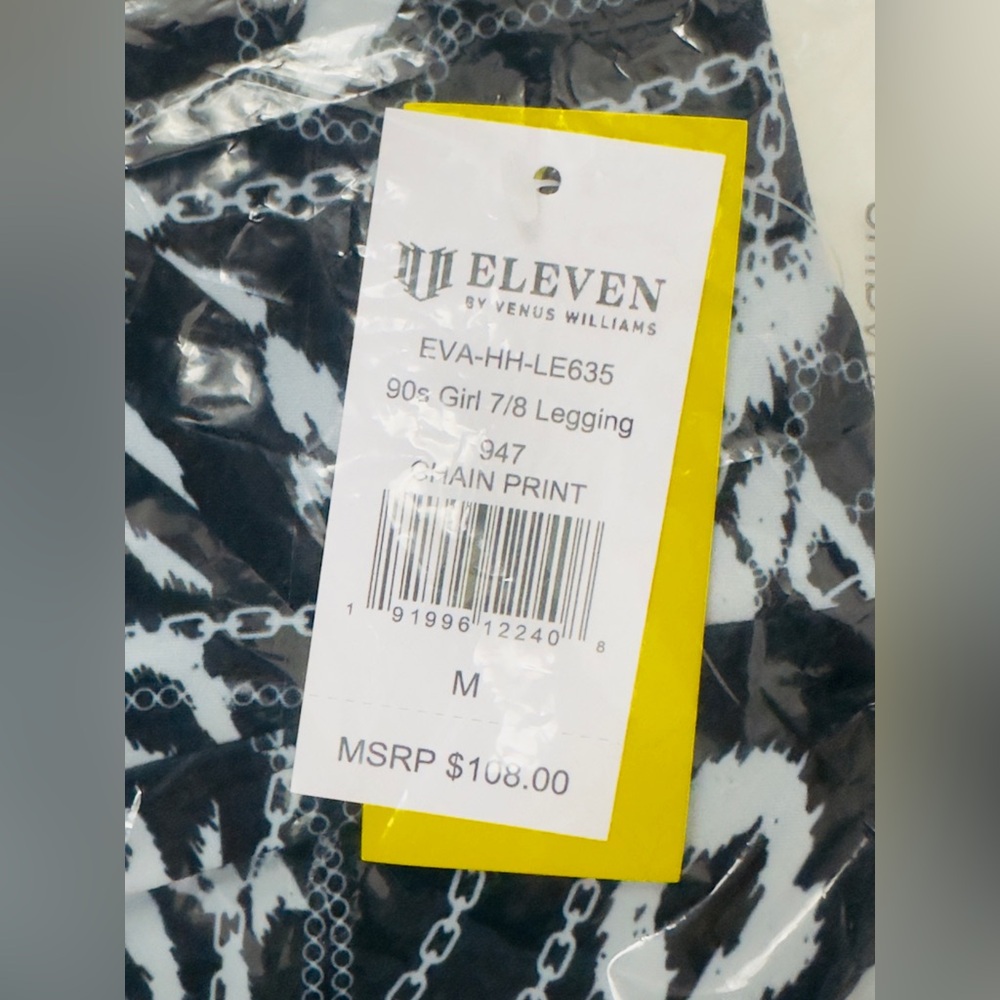 ELEVEN
BY VENUS WILLIAMS
EVA-HH-LE635
90s Girl 7/8 Legging
947
CHAIN PRINT
1 91996 12240 8
M
MSRP $108.00